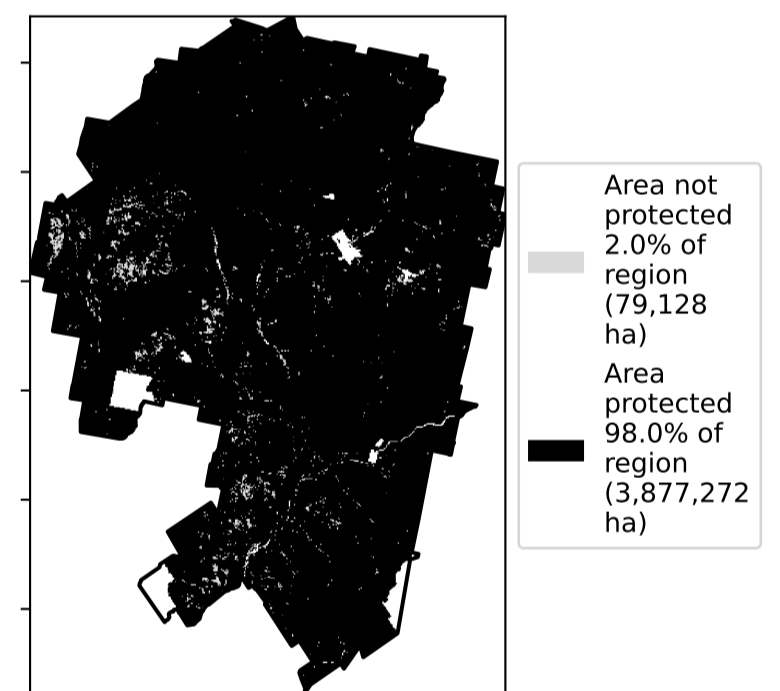 Area not
protected
2.0% of
region
(79,128
ha)
Area
protected
98.0% of
region
(3,877,272
ha)